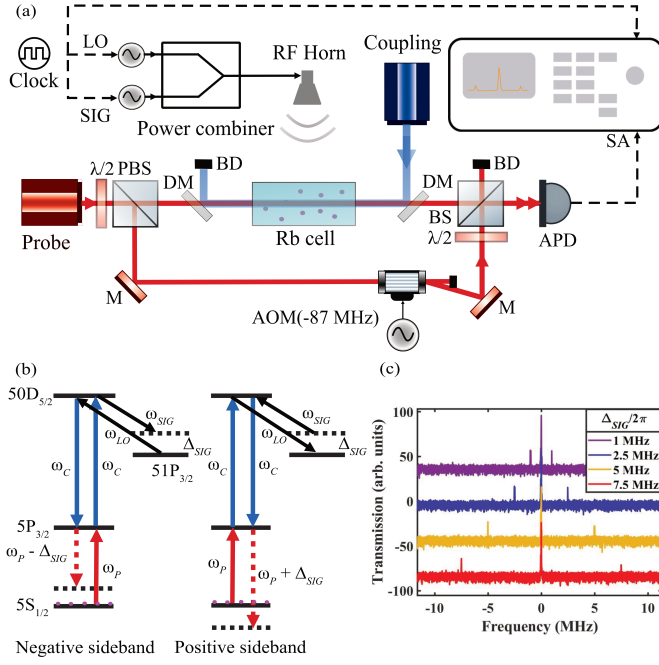 (a)
LO
Clock
SIG
Power combiner
RF Horn
Coupling
SA
λ/2 PBS
DM
BD
DM
BD
Probe
Rb cell
BS
λ/2
APD
M
AOM(-87 MHz)
M
(b)
50D5/2
ωSIG
ωLO
ΔSIG
51P3/2
ωC
ωC
5P3/2
ωP - ΔSIG
ωP
5S1/2
Negative sideband
ωSIG
ωLO
ΔSIG
ωC
ωC
ωP
ωP + ΔSIG
Positive sideband
(c)
Transmission (arb. units)
100
50
0
-50
-100
ΔSIG/2π
1 MHz
2.5 MHz
5 MHz
7.5 MHz
-10 -5 0 5 10
Frequency (MHz)